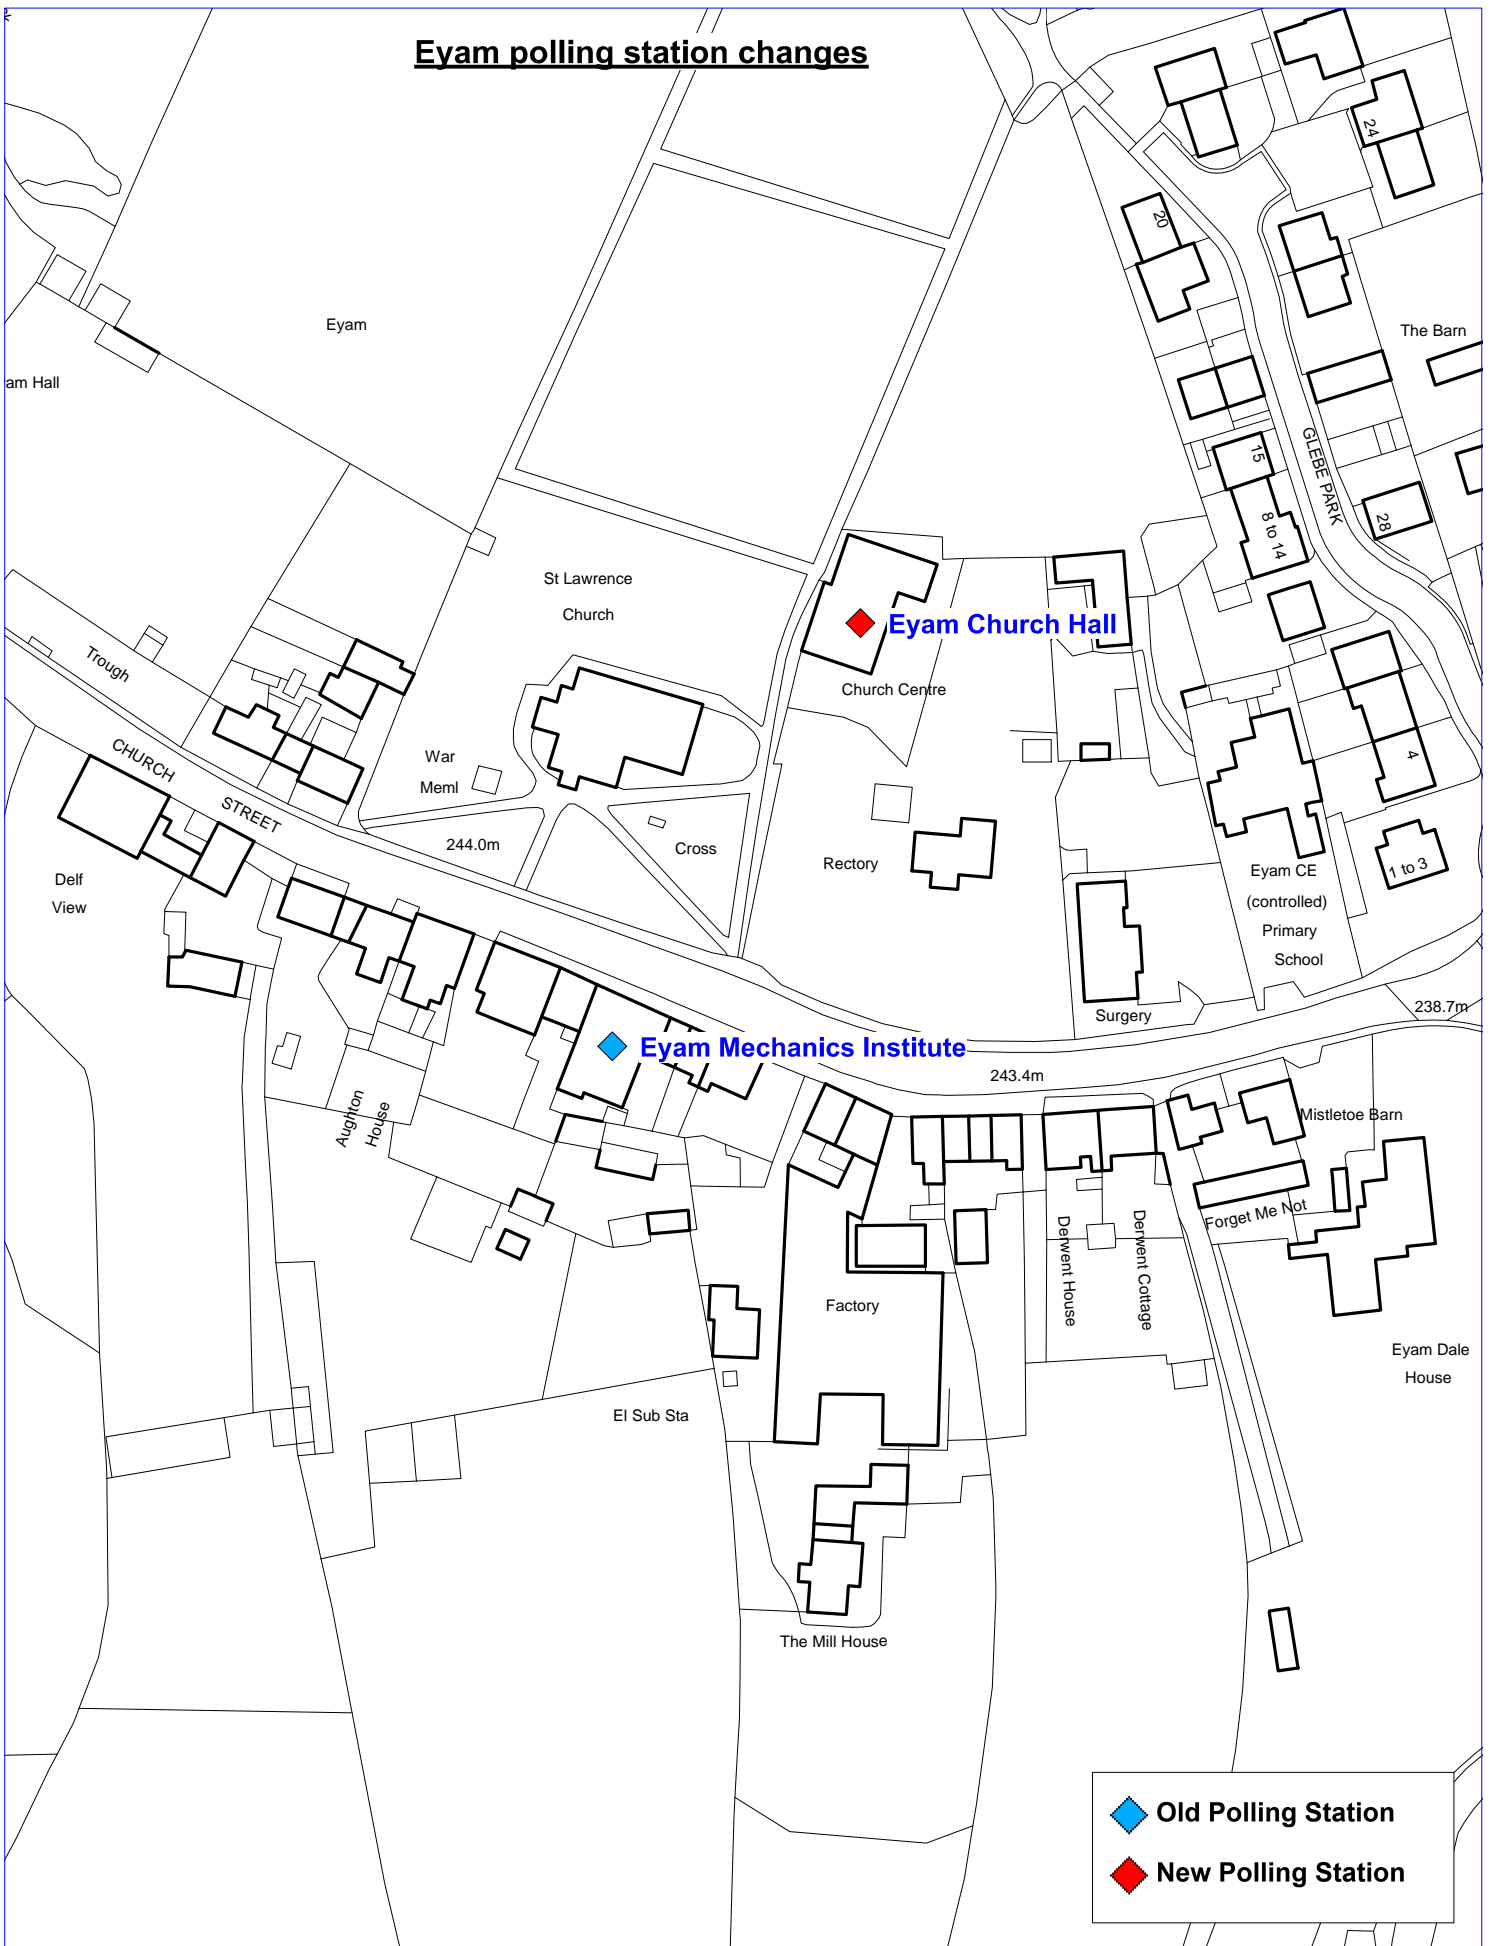 Eyam polling station changes
24
20
Eyam
The Barn
am Hall
GLEBE PARK
15
8 to 14
28
St Lawrence
Church
Eyam Church Hall
Church Centre
Trough
CHURCH
STREET
War
Meml
244.0m
Cross
Rectory
4
1 to 3
Eyam CE
(controlled)
Primary
School
Delf
View
Surgery
238.7m
Eyam Mechanics Institute
243.4m
Aughton
House
Mistletoe Barn
Forget Me Not
Derwent House
Derwent Cottage
Factory
Eyam Dale
House
El Sub Sta
The Mill House
Old Polling Station
New Polling Station